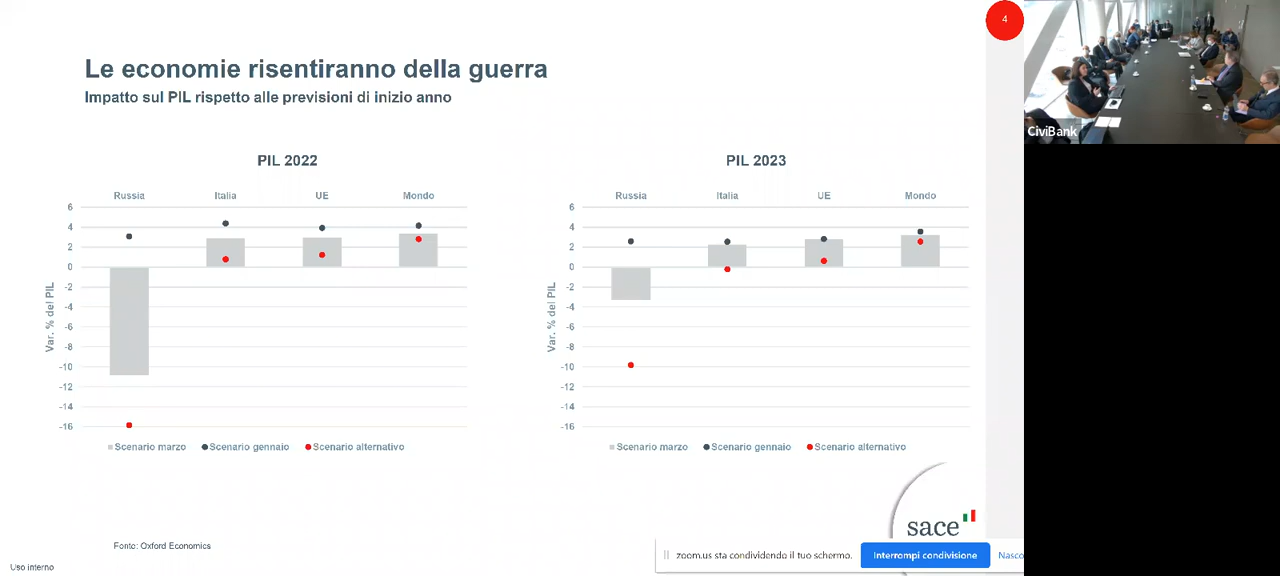 4
Le economie risentiranno della guerra
Impatto sul PIL rispetto alle previsioni di inizio anno
CiviBank
PIL 2022
Russia Italia UE Mondo
6
4
2
0
-2
-4
-6
-8
-10
-12
-14
-16
Var. % del PIL
Scenario marzo Scenario gennaio Scenario alternativo
PIL 2023
Russia Italia UE Mondo
6
4
2
0
-2
-4
-6
-8
-10
-12
-14
-16
Var. % del PIL
Scenario marzo Scenario gennaio Scenario alternativo
sace
Fonto: Oxford Economics
zoom.us sta condividendo il tuo schermo. Interrompi condivisione Nasco
Uso interno